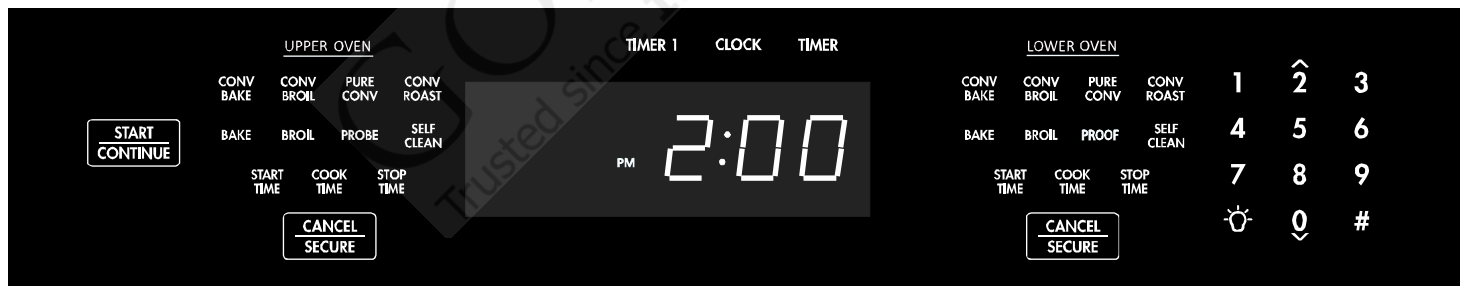 UPPER OVEN
CONV BAKE
CONV BROIL
PURE CONV
CONV ROAST
BAKE
BROIL
PROBE
SELF CLEAN
START TIME
COOK TIME
STOP TIME
START
CONTINUE
CANCEL
SECURE
TIMER 1
CLOCK
TIMER
PM 2:00
LOWER OVEN
CONV BAKE
CONV BROIL
PURE CONV
CONV ROAST
BAKE
BROIL
PROOF
SELF CLEAN
START TIME
COOK TIME
STOP TIME
CANCEL
SECURE
1 2 3
4 5 6
7 8 9
0 #
Trusted since